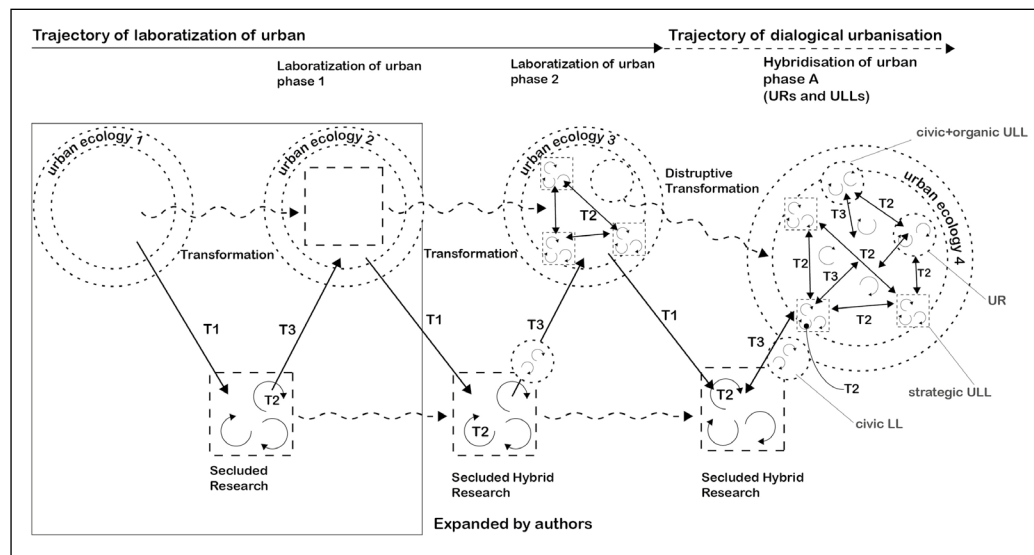 Trajectory of laboratization of urban
Trajectory of dialogical urbanisation
Laboratization of urban
phase 1
Laboratization of urban
phase 2
Hybridisation of urban
phase A
(URs and ULLs)
urban ecology 1
urban ecology 2
urban ecology 3
urban ecology 4
civic+organic ULL
Disruptive
Transformation
Transformation
Transformation
T2
T2
T3
T2
T2
T3
T2
T2
UR
T1
T3
T1
T3
T1
T3
T2
strategic ULL
civic LL
T2
T2
T2
Secluded
Research
Secluded Hybrid
Research
Secluded Hybrid
Research
Expanded by authors